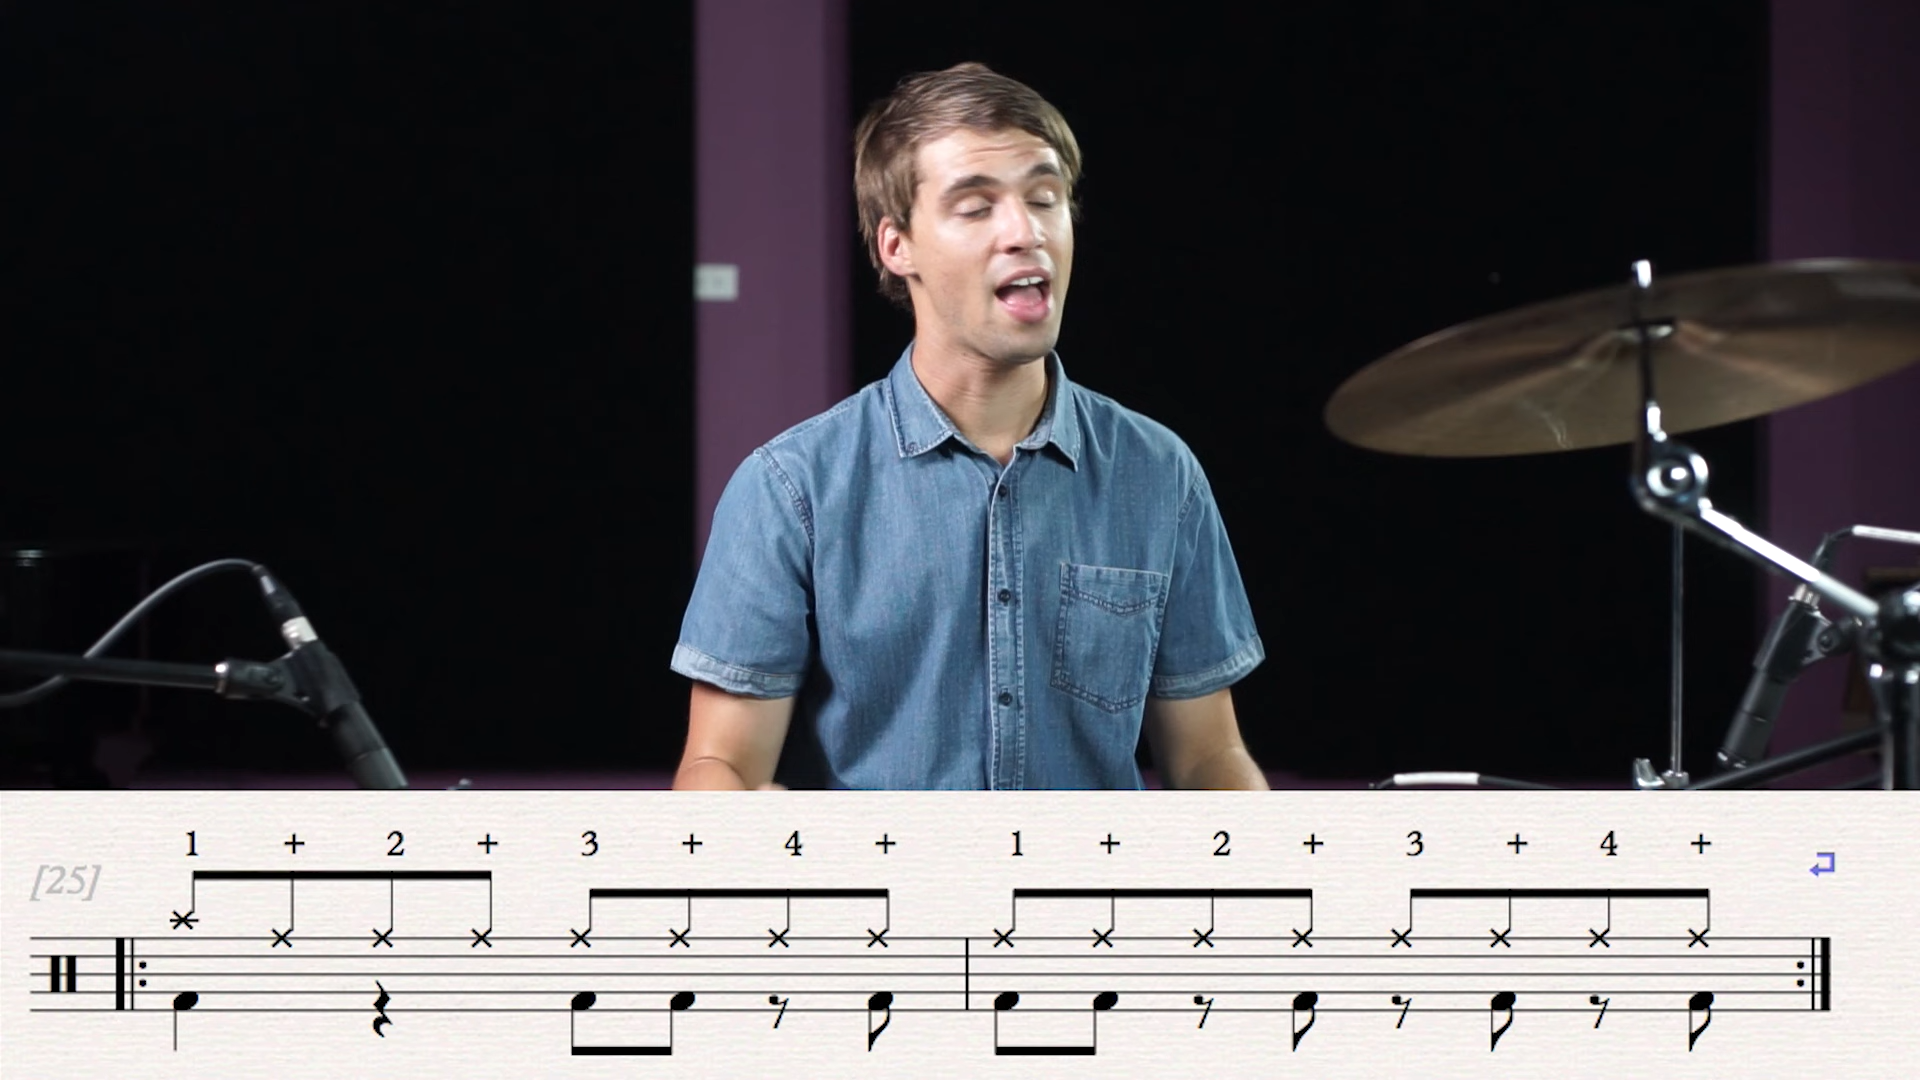 1 + 2 + 3 + 4 + 1 + 2 + 3 + 4 +
[25]